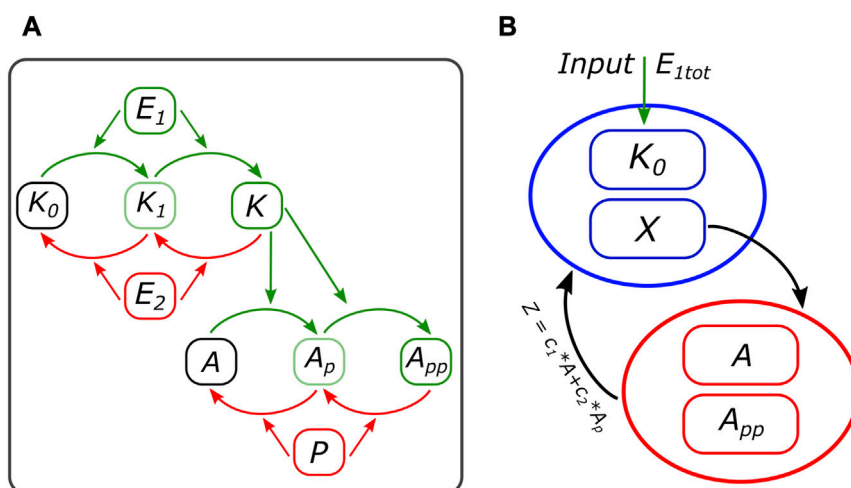 A
E₁
K₀
K₁
K
E₂
A
Aₚ
Aₚₚ
P
B
Input E₁ₜₒₜ
K₀
X
Z = c₁*A+c₂*Aₚ
A
Aₚₚ